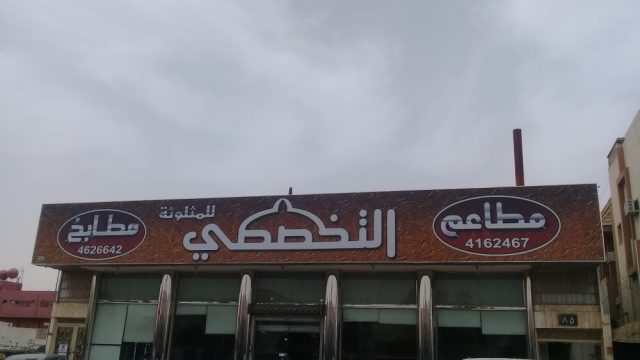 مطاعم
4162467
التخصصي
للمثلوثة
مطابخ
4626642
٨٥